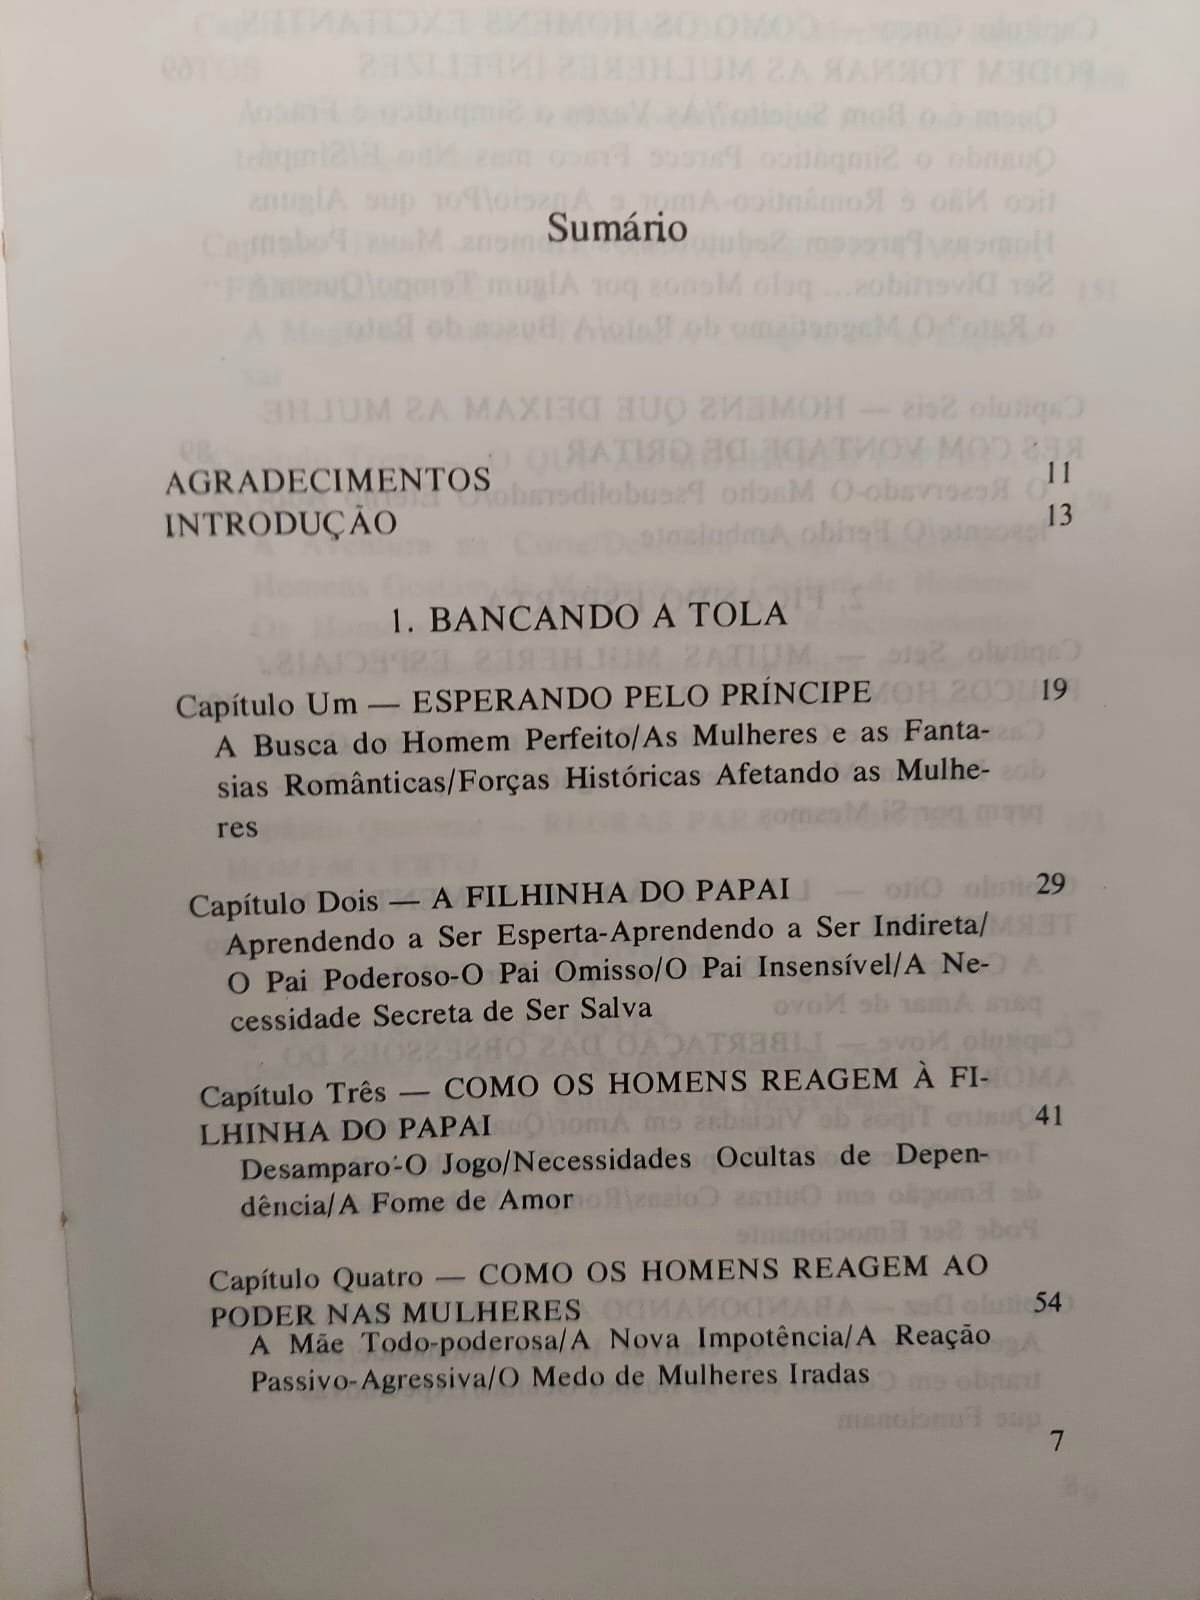 Sumário
AGRADECIMENTOS 11
INTRODUÇÃO 13
1. BANCANDO A TOLA
Capítulo Um — ESPERANDO PELO PRÍNCIPE 19
A Busca do Homem Perfeito/As Mulheres e as Fanta-
sias Românticas/Forças Históricas Afetando as Mulhe-
res
Capítulo Dois — A FILHINHA DO PAPAI 29
Aprendendo a Ser Esperta-Aprendendo a Ser Indireta/
O Pai Poderoso-O Pai Omisso/O Pai Insensível/A Ne-
cessidade Secreta de Ser Salva
Capítulo Três — COMO OS HOMENS REAGEM À FI-
LHINHA DO PAPAI 41
Desamparo-O Jogo/Necessidades Ocultas de Depen-
dência/A Fome de Amor
Capítulo Quatro — COMO OS HOMENS REAGEM AO
PODER NAS MULHERES 54
A Mãe Todo-poderosa/A Nova Impotência/A Reação
Passivo-Agressiva/O Medo de Mulheres Iradas
7